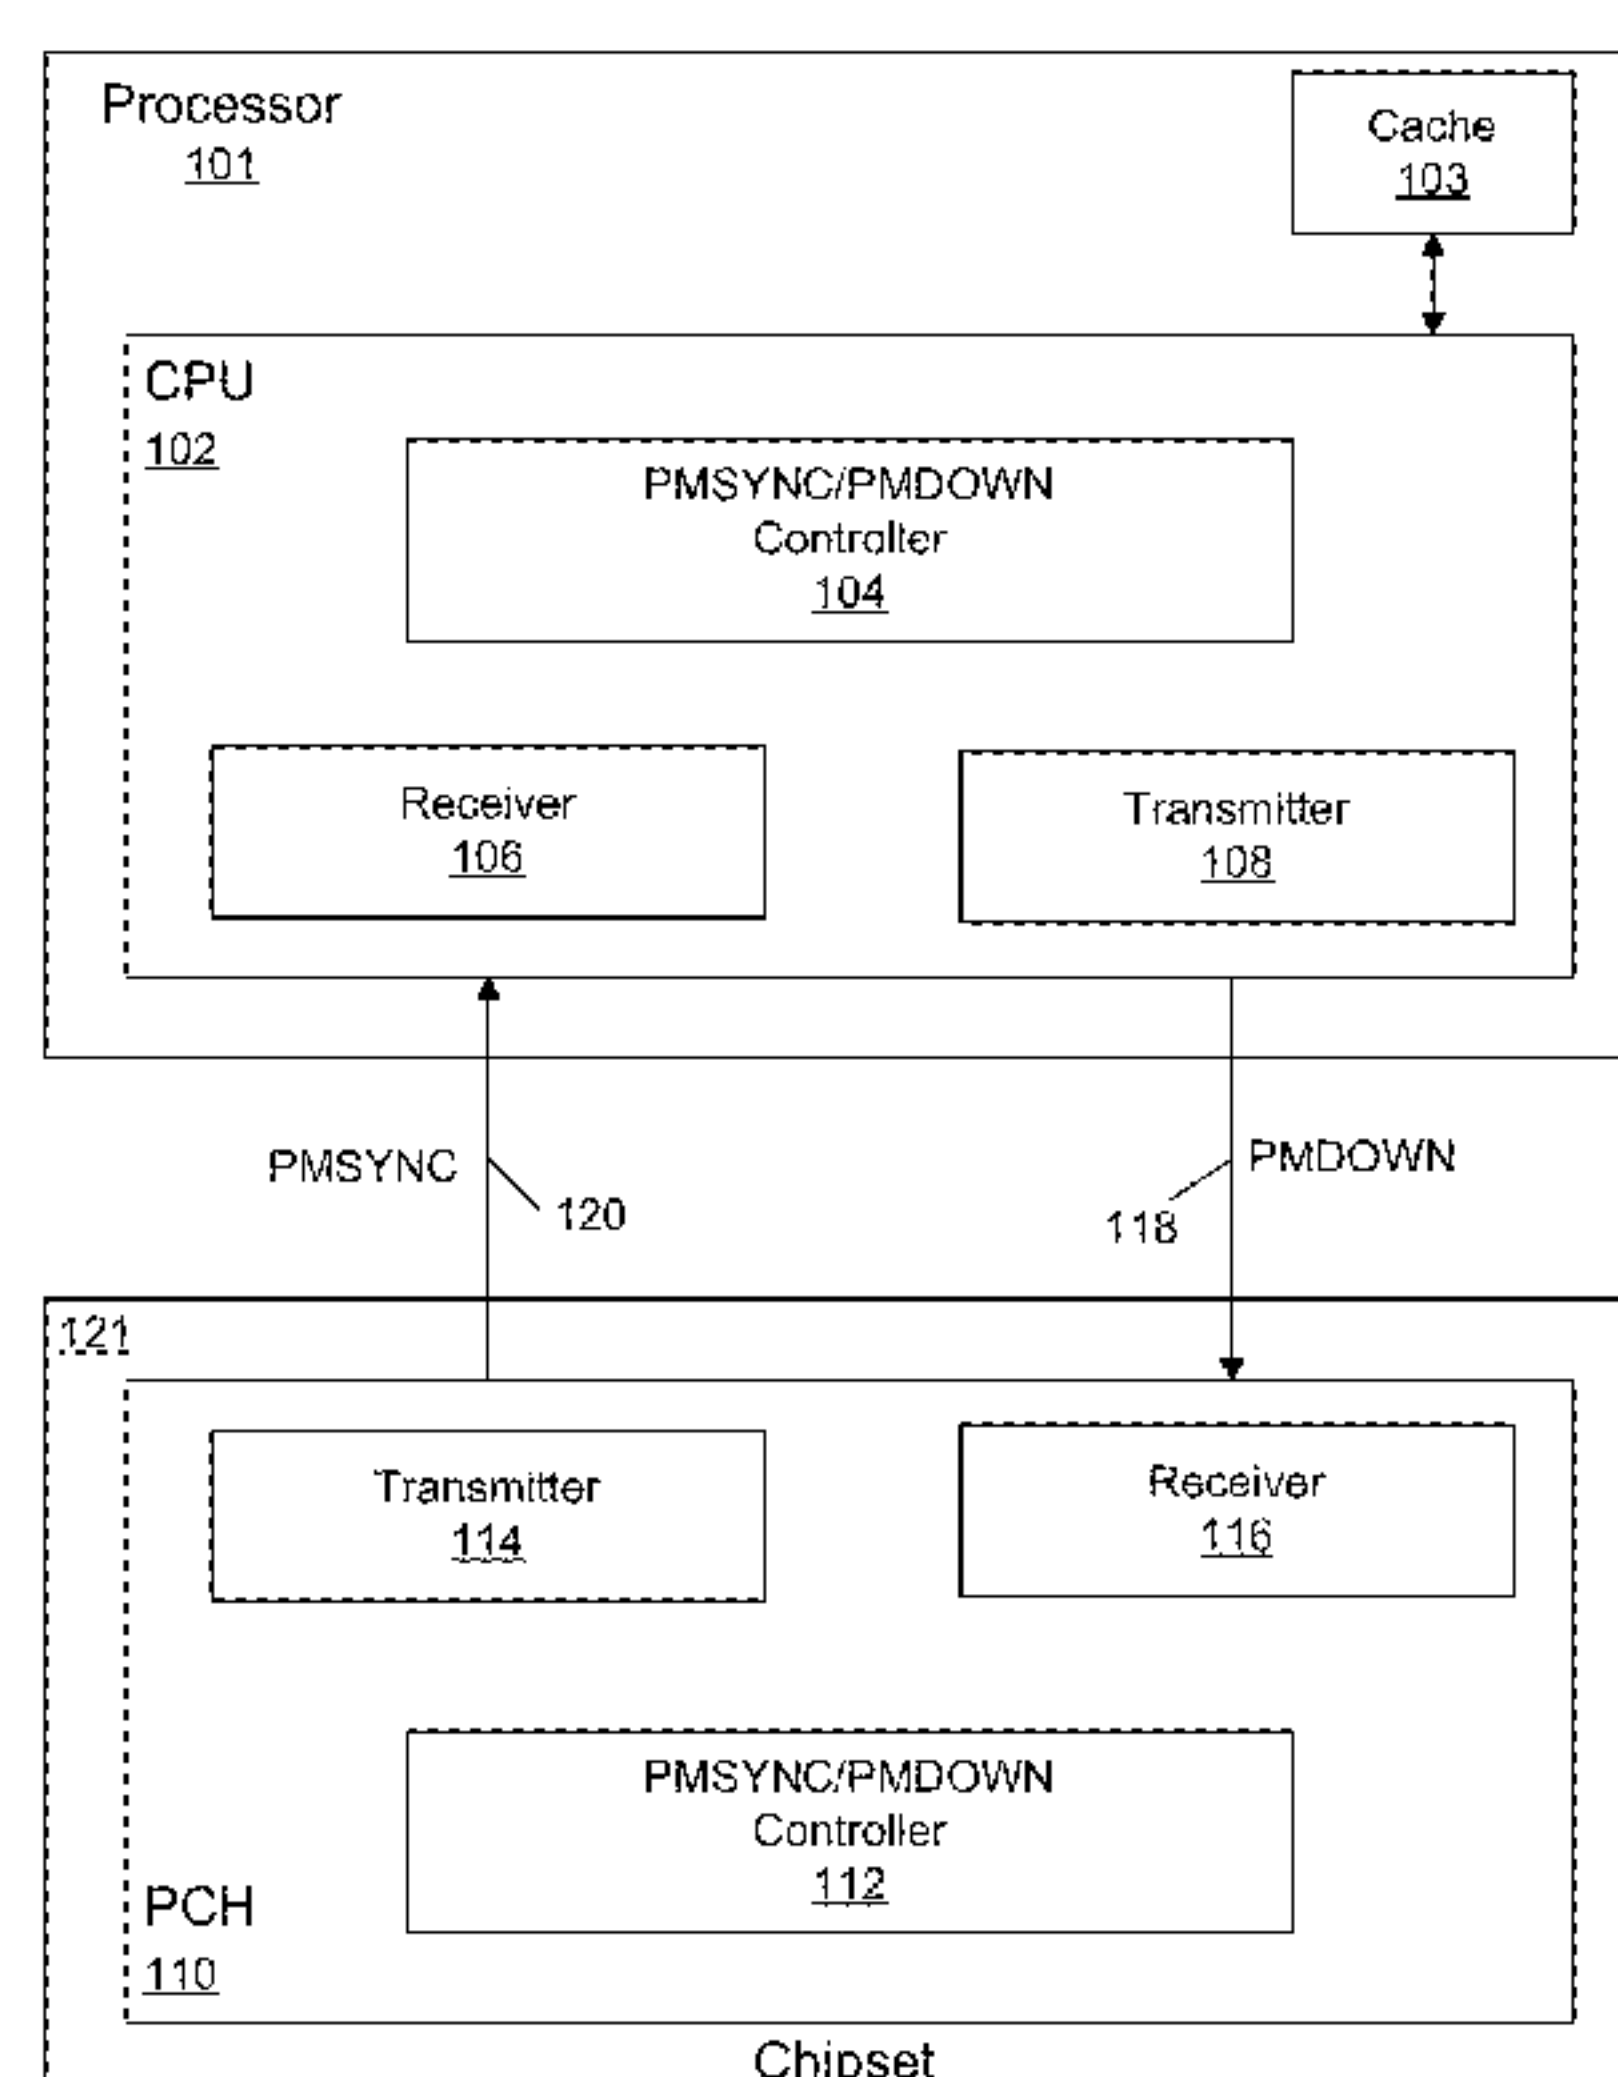 Processor
101
Cache
103
CPU
102
PMSYNC/PMDOWN
Controller
104
Receiver
106
Transmitter
108
PMSYNC
120
PMDOWN
118
121
Transmitter
114
Receiver
116
PMSYNC/PMDOWN
Controller
112
PCH
110
Chipset